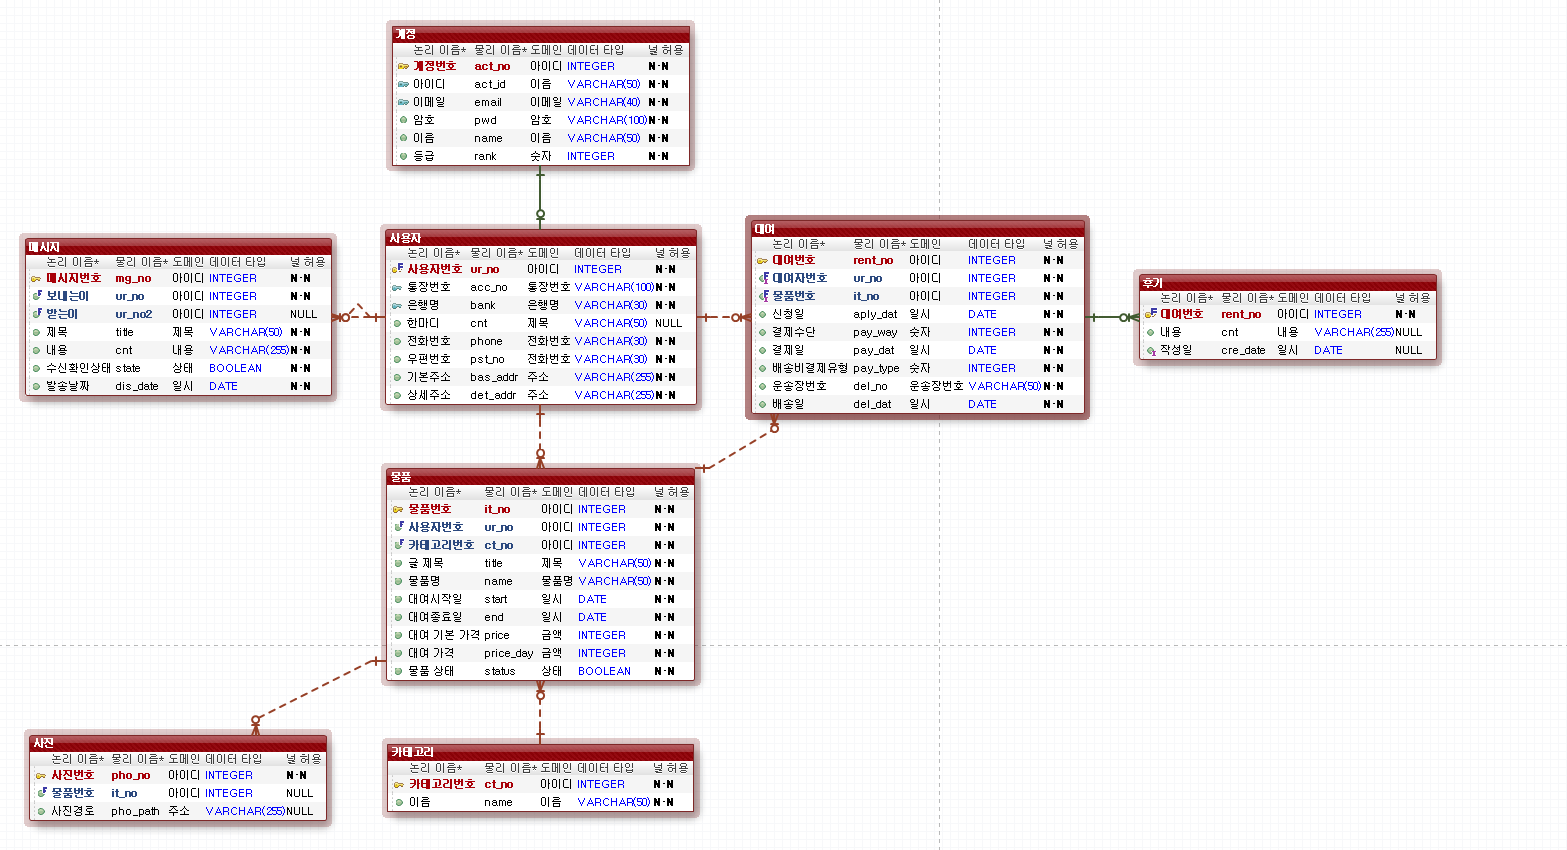 계정
논리 이름* 물리 이름* 도메인 데이터 타입 널 허용
계정번호 act_no 아이디 INTEGER N-N
아이디 act_id 이름 VARCHAR(50) N-N
이메일 email 이메일 VARCHAR(40) N-N
암호 pwd 암호 VARCHAR(100) N-N
이름 name 이름 VARCHAR(50) N-N
등급 rank 숫자 INTEGER N-N
메시지
논리 이름* 물리 이름* 도메인 데이터 타입 널 허용
메시지번호 mg_no 아이디 INTEGER N-N
보내는이 ur_no 아이디 INTEGER N-N
받는이 ur_no2 아이디 INTEGER NULL
제목 title 제목 VARCHAR(50) N-N
내용 cnt 내용 VARCHAR(255) N-N
수신확인상태 state 상태 BOOLEAN N-N
발송날짜 dis_date 일시 DATE N-N
사용자
논리 이름* 물리 이름* 도메인 데이터 타입 널 허용
사용자번호 ur_no 아이디 INTEGER N-N
통장번호 acc_no 통장번호 VARCHAR(100) N-N
은행명 bank 은행명 VARCHAR(30) N-N
한마디 cnt 제목 VARCHAR(50) NULL
전화번호 phone 전화번호 VARCHAR(30) N-N
우편번호 pst_no 전화번호 VARCHAR(30) N-N
기본주소 bas_addr 주소 VARCHAR(255) N-N
상세주소 det_addr 주소 VARCHAR(255) N-N
대여
논리 이름* 물리 이름* 도메인 데이터 타입 널 허용
대여번호 rent_no 아이디 INTEGER N-N
대여자번호 ur_no 아이디 INTEGER N-N
물품번호 it_no 아이디 INTEGER N-N
신청일 aply_dat 일시 DATE N-N
결제수단 pay_way 숫자 INTEGER N-N
결제일 pay_dat 일시 DATE N-N
배송비결제유형 pay_type 숫자 INTEGER N-N
운송장번호 del_no 운송장번호 VARCHAR(50) N-N
배송일 del_dat 일시 DATE N-N
후기
논리 이름* 물리 이름* 도메인 데이터 타입 널 허용
대여번호 rent_no 아이디 INTEGER N-N
내용 cnt 내용 VARCHAR(255) NULL
작성일 cre_date 일시 DATE NULL
물품
논리 이름* 물리 이름* 도메인 데이터 타입 널 허용
물품번호 it_no 아이디 INTEGER N-N
사용자번호 ur_no 아이디 INTEGER N-N
카테고리번호 ct_no 아이디 INTEGER N-N
글 제목 title 제목 VARCHAR(50) N-N
물품명 name 물품명 VARCHAR(50) N-N
대여시작일 start 일시 DATE N-N
대여종료일 end 일시 DATE N-N
대여 기본 가격 price 금액 INTEGER N-N
대여 가격 price_day 금액 INTEGER N-N
물품 상태 status 상태 BOOLEAN N-N
사진
논리 이름* 물리 이름* 도메인 데이터 타입 널 허용
사진번호 pho_no 아이디 INTEGER N-N
물품번호 it_no 아이디 INTEGER NULL
사진경로 pho_path 주소 VARCHAR(255) NULL
카테고리
논리 이름* 물리 이름* 도메인 데이터 타입 널 허용
카테고리번호 ct_no 아이디 INTEGER N-N
이름 name 이름 VARCHAR(50) N-N